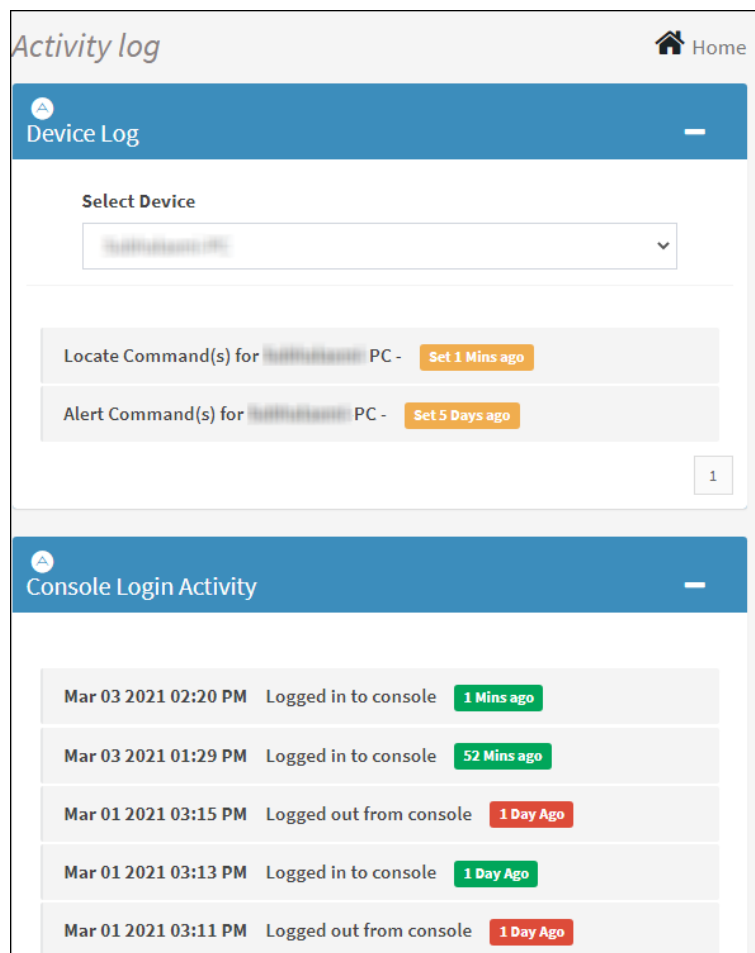 Activity log
Home
Device Log
Select Device
Locate Command(s) for PC - Set 1 Mins ago
Alert Command(s) for PC - Set 5 Days ago
1
Console Login Activity
Mar 03 2021 02:20 PM Logged in to console 1 Mins ago
Mar 03 2021 01:29 PM Logged in to console 52 Mins ago
Mar 01 2021 03:15 PM Logged out from console 1 Day Ago
Mar 01 2021 03:13 PM Logged in to console 1 Day Ago
Mar 01 2021 03:11 PM Logged out from console 1 Day Ago